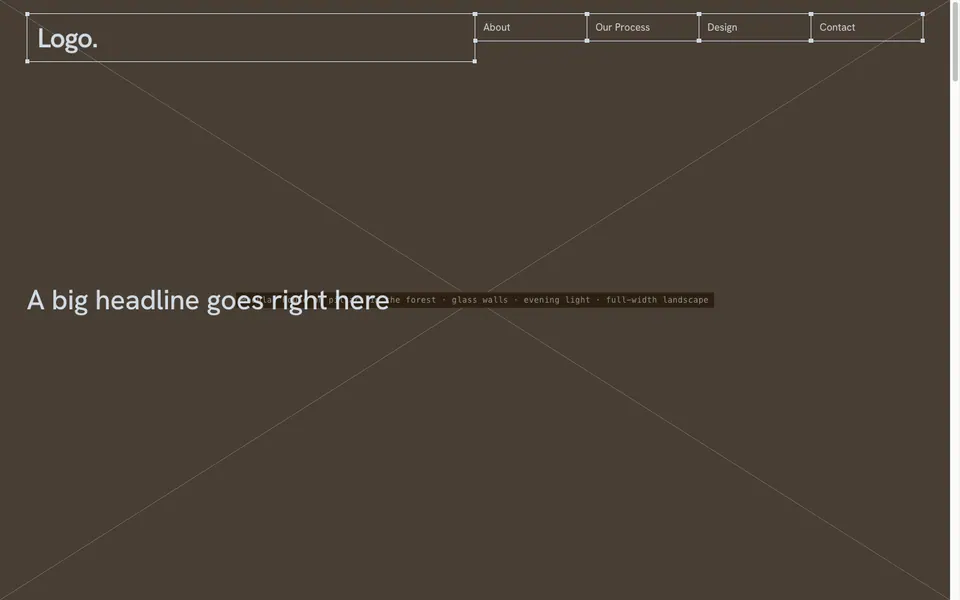 Logo.
About
Our Process
Design
Contact
A big headline goes right here
the forest · glass walls · evening light · full-width landscape